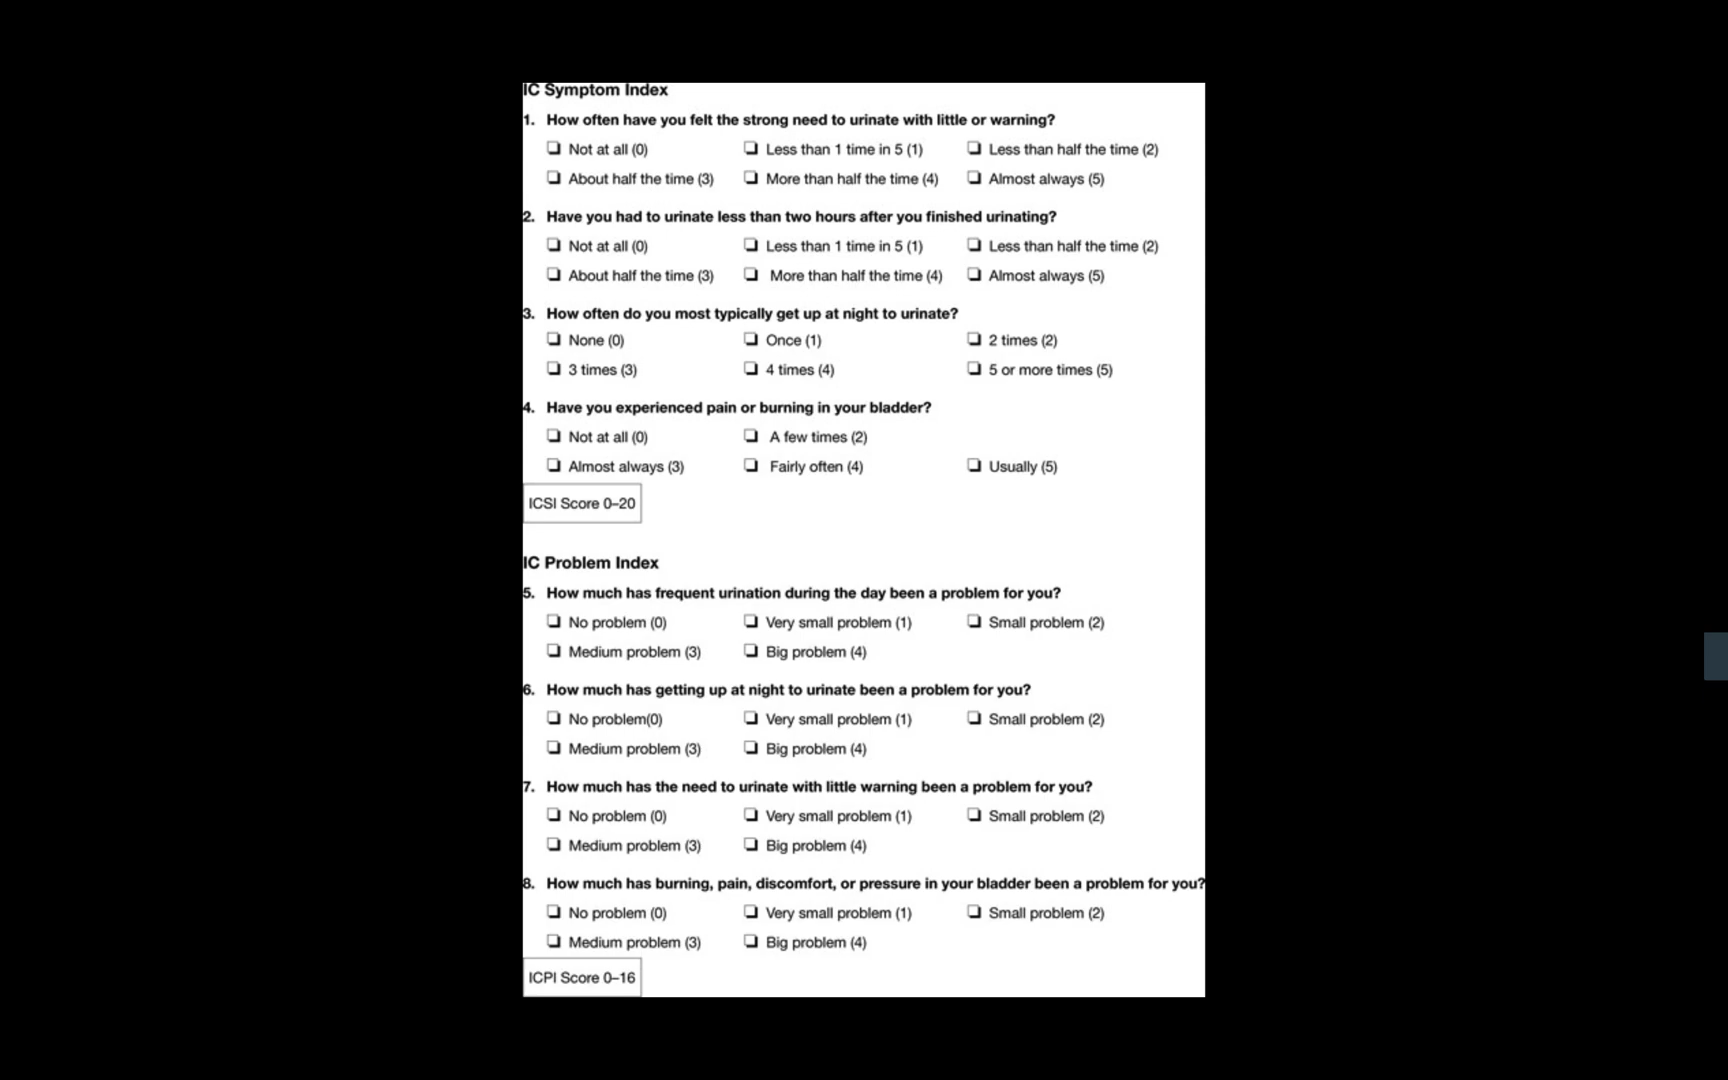 IC Symptom Index
1. How often have you felt the strong need to urinate with little or warning?
❏ Not at all (0) ❏ Less than 1 time in 5 (1) ❏ Less than half the time (2)
❏ About half the time (3) ❏ More than half the time (4) ❏ Almost always (5)
2. Have you had to urinate less than two hours after you finished urinating?
❏ Not at all (0) ❏ Less than 1 time in 5 (1) ❏ Less than half the time (2)
❏ About half the time (3) ❏ More than half the time (4) ❏ Almost always (5)
3. How often do you most typically get up at night to urinate?
❏ None (0) ❏ Once (1) ❏ 2 times (2)
❏ 3 times (3) ❏ 4 times (4) ❏ 5 or more times (5)
4. Have you experienced pain or burning in your bladder?
❏ Not at all (0) ❏ A few times (2)
❏ Almost always (3) ❏ Fairly often (4) ❏ Usually (5)
ICSI Score 0–20
IC Problem Index
5. How much has frequent urination during the day been a problem for you?
❏ No problem (0) ❏ Very small problem (1) ❏ Small problem (2)
❏ Medium problem (3) ❏ Big problem (4)
6. How much has getting up at night to urinate been a problem for you?
❏ No problem(0) ❏ Very small problem (1) ❏ Small problem (2)
❏ Medium problem (3) ❏ Big problem (4)
7. How much has the need to urinate with little warning been a problem for you?
❏ No problem (0) ❏ Very small problem (1) ❏ Small problem (2)
❏ Medium problem (3) ❏ Big problem (4)
8. How much has burning, pain, discomfort, or pressure in your bladder been a problem for you?
❏ No problem (0) ❏ Very small problem (1) ❏ Small problem (2)
❏ Medium problem (3) ❏ Big problem (4)
ICPI Score 0–16